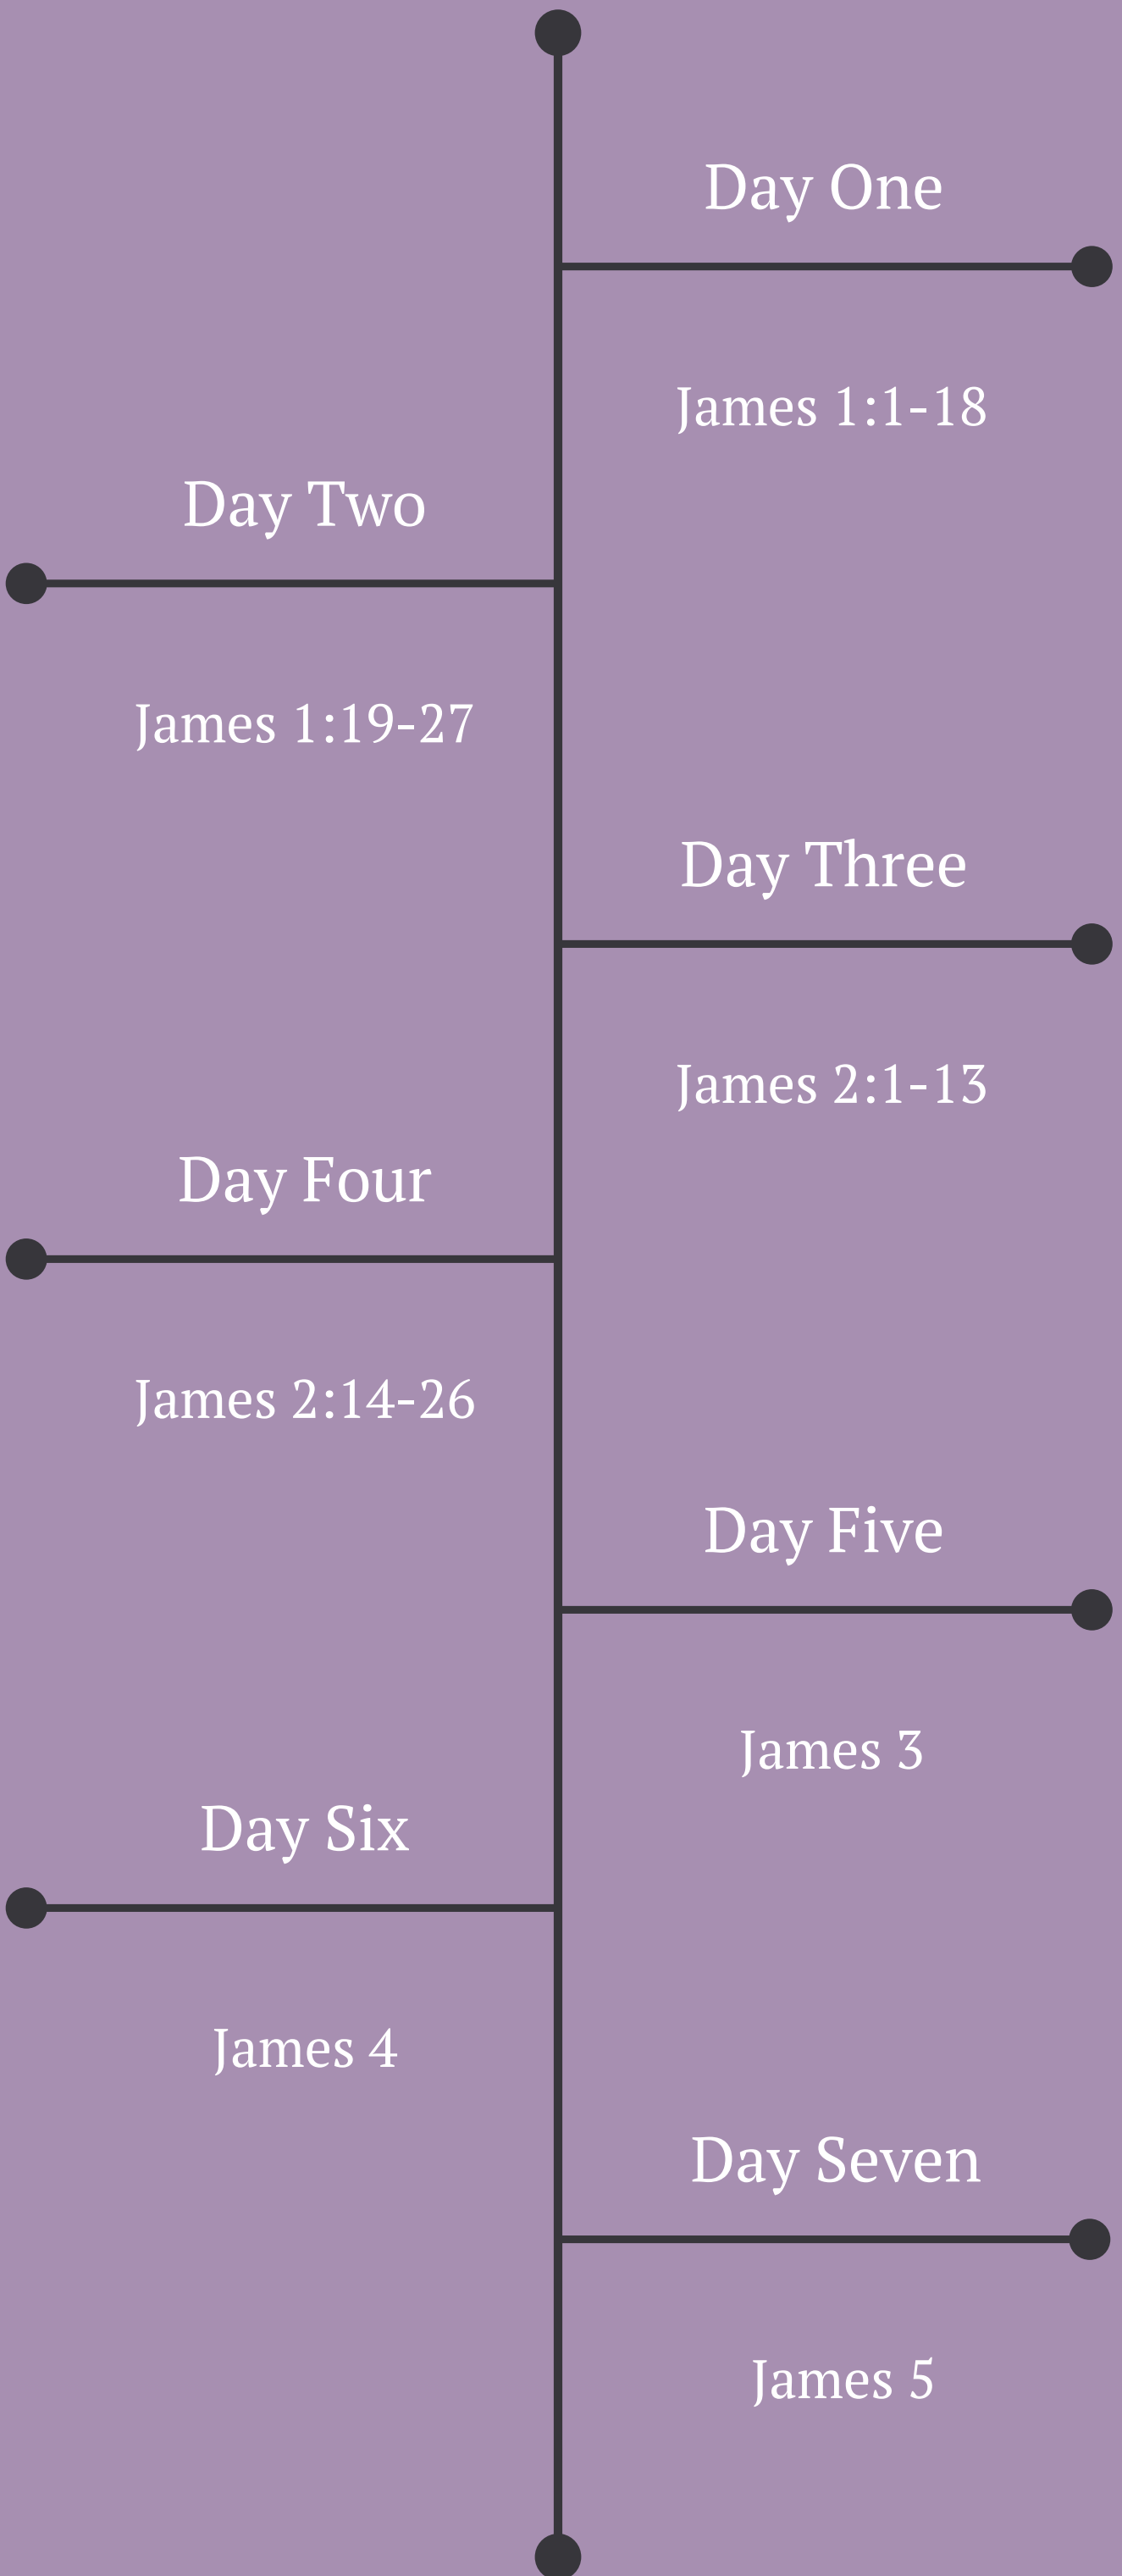 Day One
James 1:1-18
Day Two
James 1:19-27
Day Three
James 2:1-13
Day Four
James 2:14-26
Day Five
James 3
Day Six
James 4
Day Seven
James 5